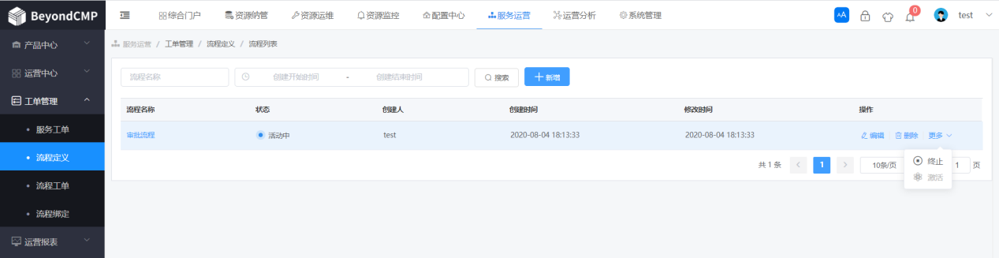 BeyondCMP
综合门户 资源纳管 资源运维 资源监控 配置中心 服务运营 运营分析 系统管理
AA 0 test
产品中心
运营中心
工单管理
服务工单
流程定义
流程工单
流程绑定
运营报表
服务运营 / 工单管理 / 流程定义 / 流程列表
流程名称 创建开始时间 - 创建结束时间 搜索 新增
流程名称 状态 创建人 创建时间 修改时间 操作
审批流程 活动中 test 2020-08-04 18:13:33 2020-08-04 18:13:33 编辑 删除 更多
共 1 条 1 10条/页 1 页
终止
激活